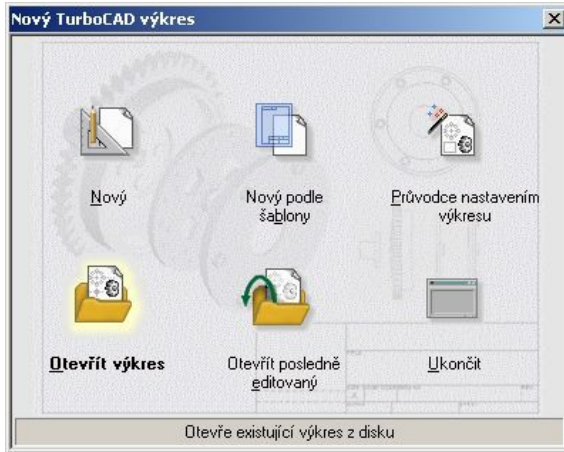 Nový TurboCAD výkres
Nový
Nový podle
šablony
Průvodce nastavením
výkresu
Otevřít výkres
Otevřít posledně
editovaný
Ukončit
Otevře existující výkres z disku